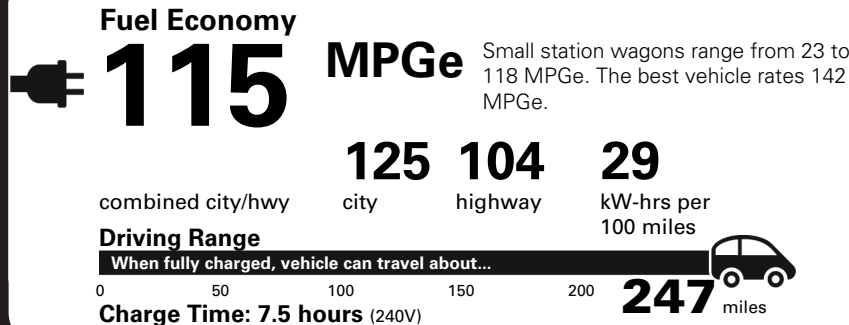 Fuel Economy
115 MPGe
Small station wagons range from 23 to
118 MPGe. The best vehicle rates 142
MPGe.
125 104 29
combined city/hwy city highway kW-hrs per
100 miles
Driving Range
When fully charged, vehicle can travel about...
0 50 100 150 200 247 miles
Charge Time: 7.5 hours (240V)